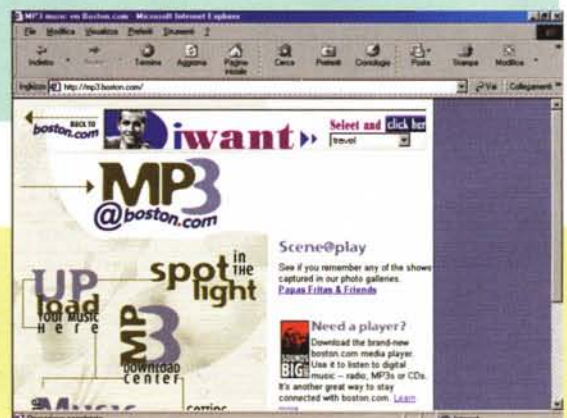 MP3 music on Boston.com - Microsoft Internet Explorer
File Modifica Visualizza Preferiti Strumenti ?
Indietro Termina Aggiorna Pagina iniziale Cerca Preferiti Cronologia Posta Stampa Modifica
Indirizzo http://mp3.boston.com/ Vai Collegamenti
BACK TO
boston.com
iwant
Select and click her
travel
MP3
@boston.com
Scene@play
See if you remember any of the shows
captured in our photo galleries.
Papas Fritas & Friends
spot in THE
light
UP
load
YOUR MUSIC
Here
MP3
DOWNLOAD
center
SOUNDS
BIG
Need a player?
Download the brand-new
boston.com media player.
Use it to listen to digital
music -- radio, MP3s or CDs.
It's another great way to stay
connected with boston.com. Learn
Music